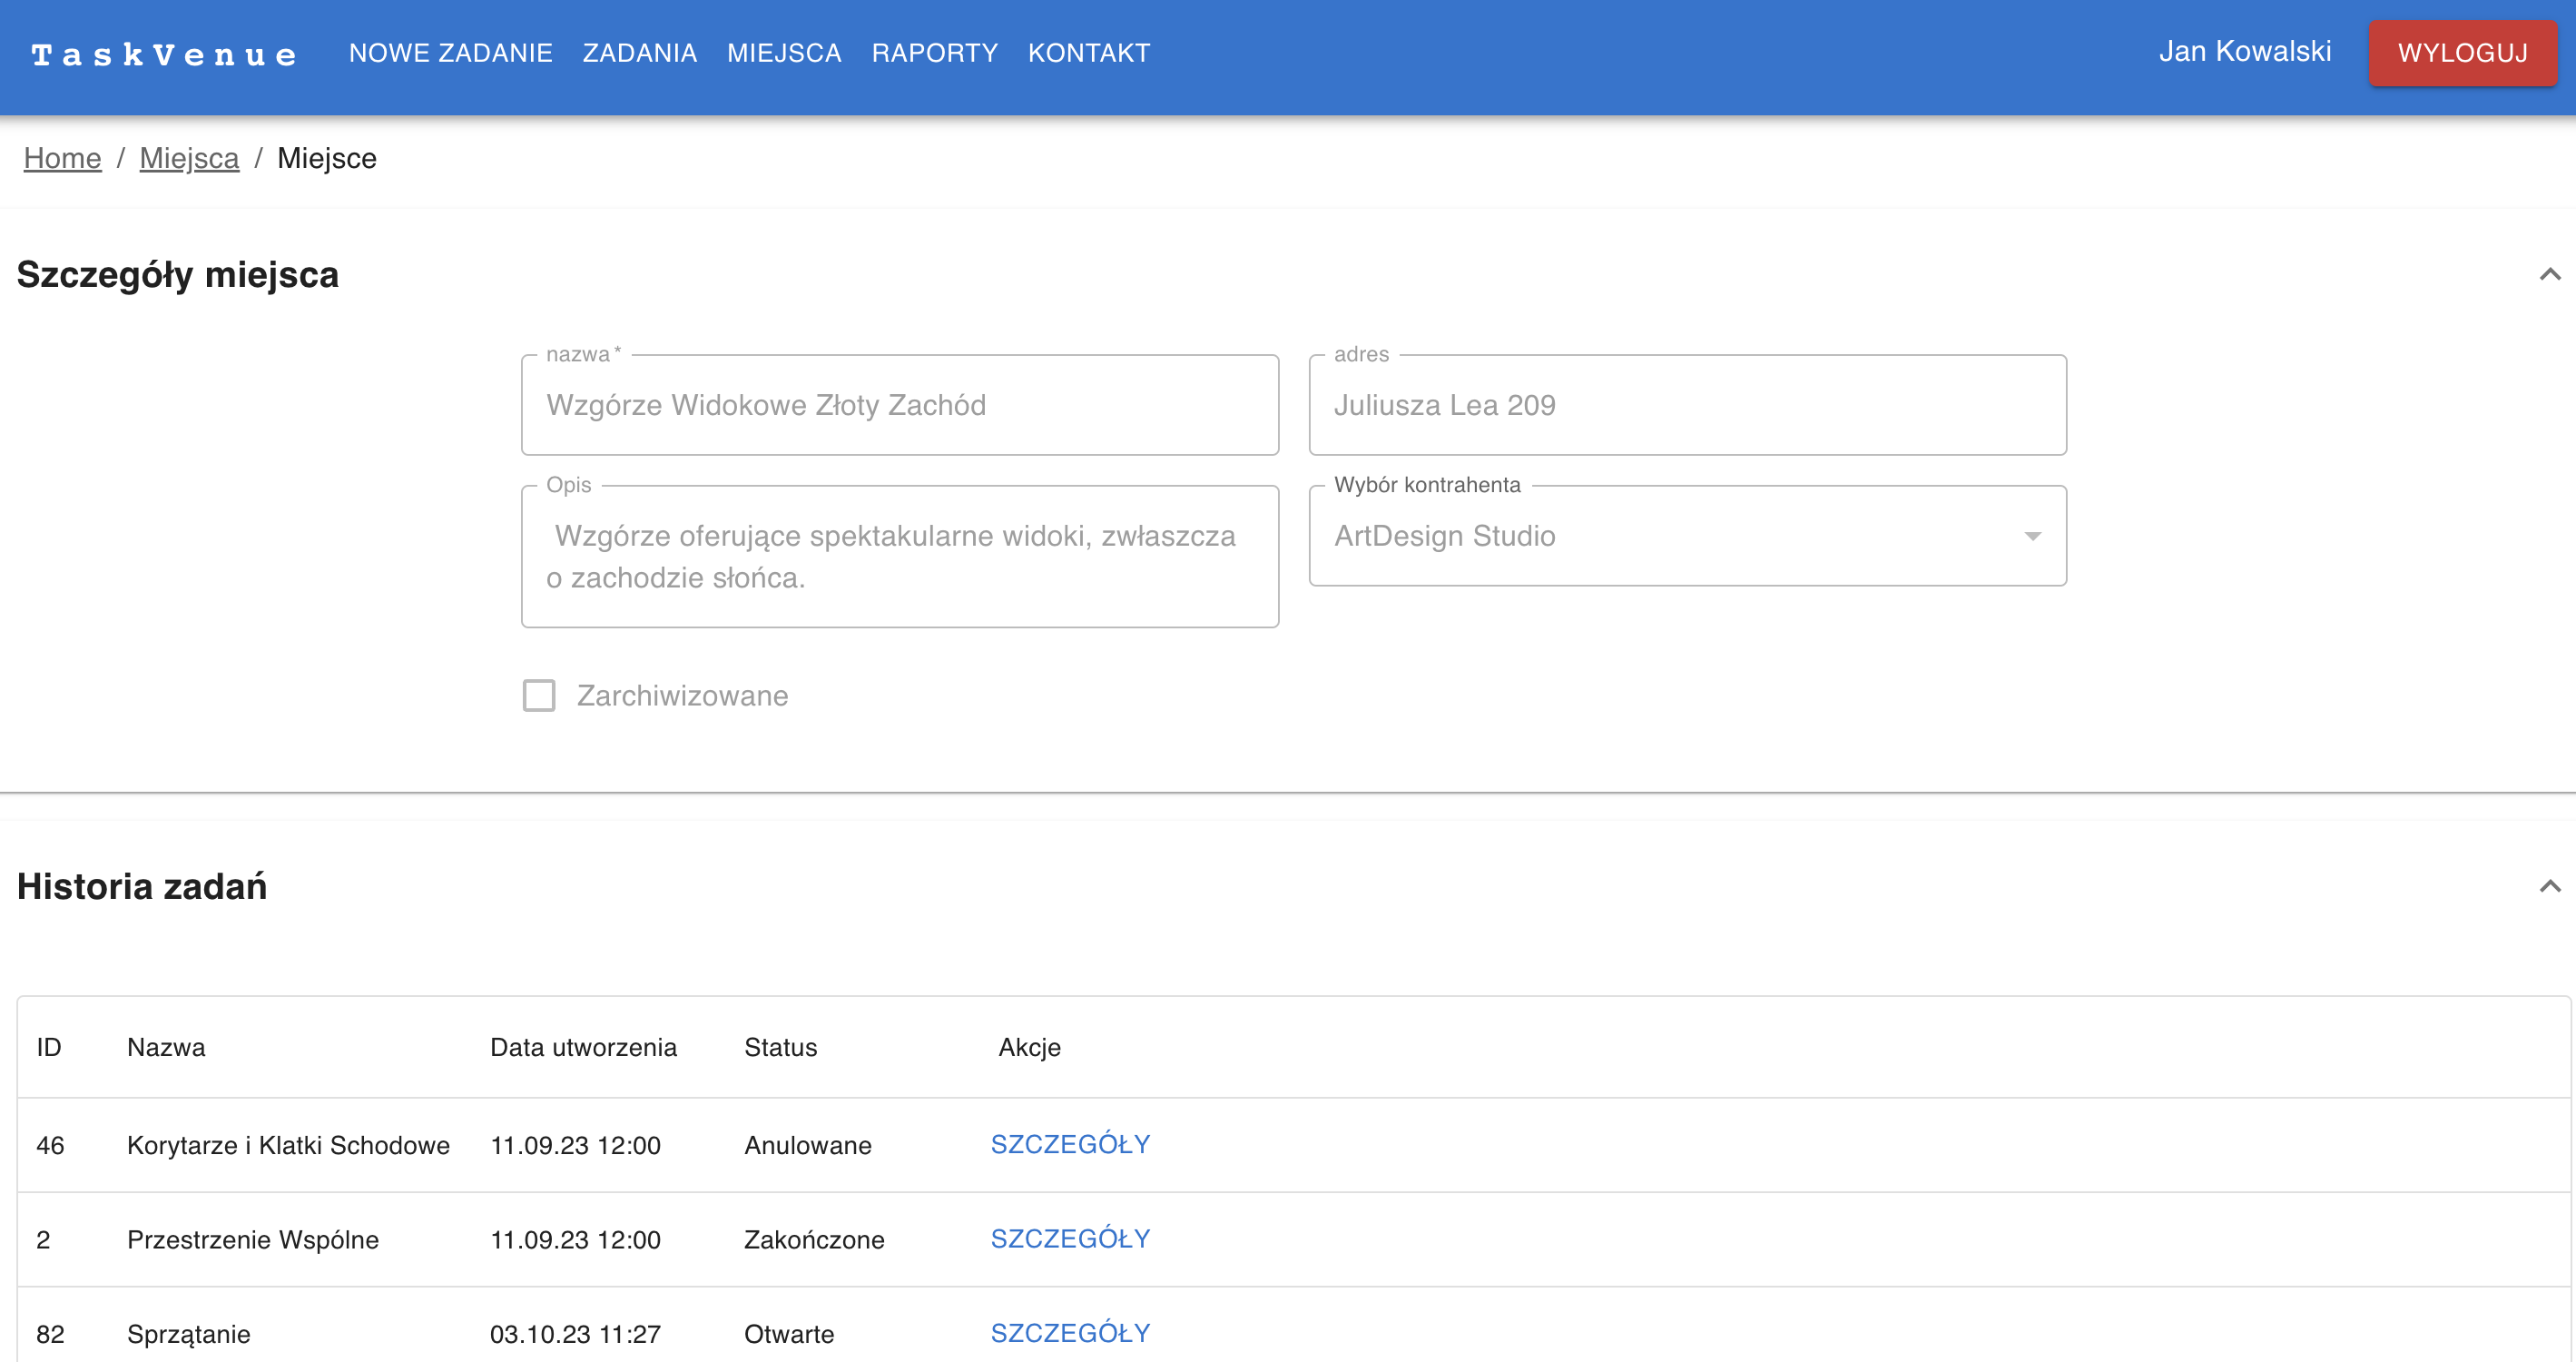 TaskVenue NOWE ZADANIE ZADANIA MIEJSCA RAPORTY KONTAKT Jan Kowalski WYLOGUJ
Home / Miejsca / Miejsce
Szczegóły miejsca
nazwa * adres
Wzgórze Widokowe Złoty Zachód Juliusza Lea 209
Opis Wybór kontrahenta
Wzgórze oferujące spektakularne widoki, zwłaszcza ArtDesign Studio
o zachodzie słońca.
Zarchiwizowane
Historia zadań
ID Nazwa Data utworzenia Status Akcje
46 Korytarze i Klatki Schodowe 11.09.23 12:00 Anulowane SZCZEGÓŁY
2 Przestrzenie Wspólne 11.09.23 12:00 Zakończone SZCZEGÓŁY
82 Sprzątanie 03.10.23 11:27 Otwarte SZCZEGÓŁY